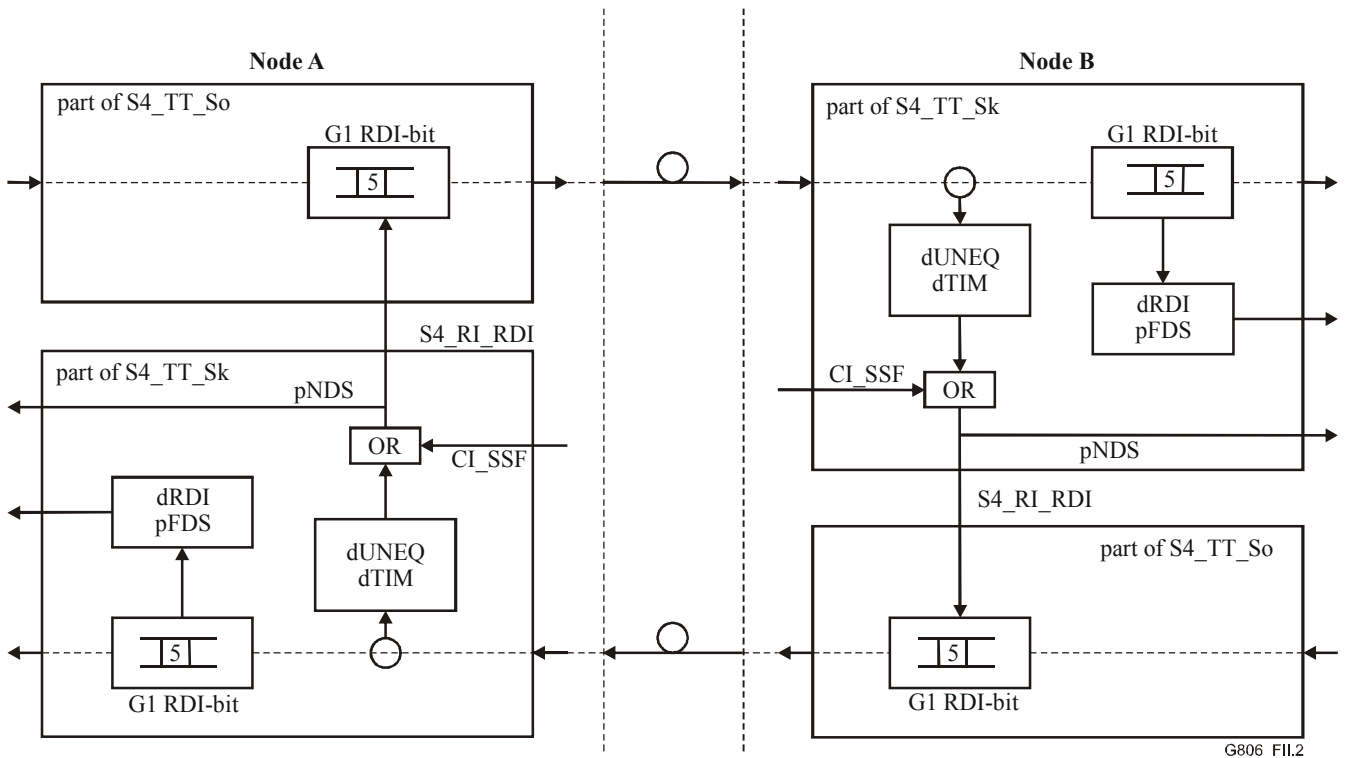 Node A
part of S4_TT_So
G1 RDI-bit
5
S4_RI_RDI
part of S4_TT_Sk
pNDS
OR
CI_SSF
dRDI
pFDS
dUNEQ
dTIM
5
G1 RDI-bit
Node B
part of S4_TT_Sk
G1 RDI-bit
5
dUNEQ
dTIM
dRDI
pFDS
CI_SSF
OR
pNDS
S4_RI_RDI
part of S4_TT_So
5
G1 RDI-bit
G806 FII.2